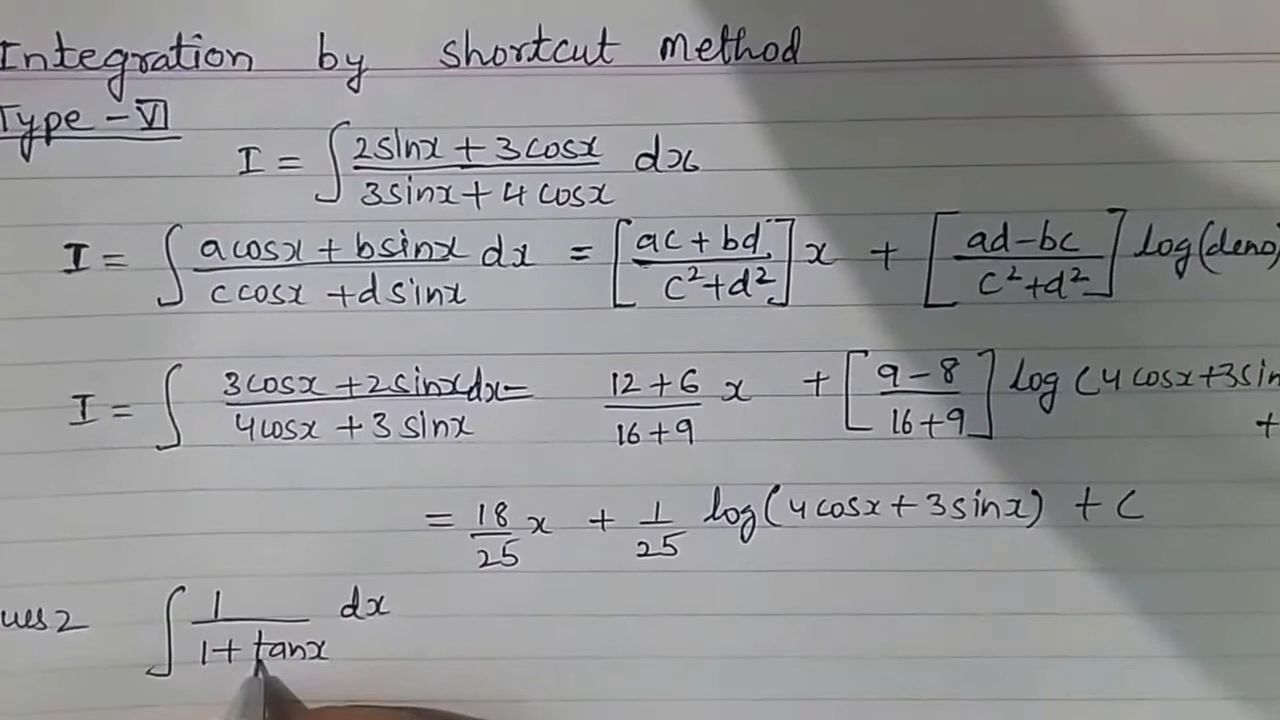 Integration by shortcut method
Type - VI
I = ∫ (2sinx + 3cosx)/(3sinx + 4cosx) dx
I = ∫ (acosx + bsinx)/(ccosx + dsinx) dx = [(ac + bd)/(c² + d²)] x + [(ad - bc)/(c² + d²)] log(deno)
I = ∫ (3cosx + 2sinx)/(4cosx + 3sinx) dx = (12 + 6)/(16 + 9) x + [(9 - 8)/(16 + 9)] log(4cosx + 3sin
+
= 18/25 x + 1/25 log(4cosx + 3sinx) + C
ues 2 ∫ 1/(1 + tanx) dx